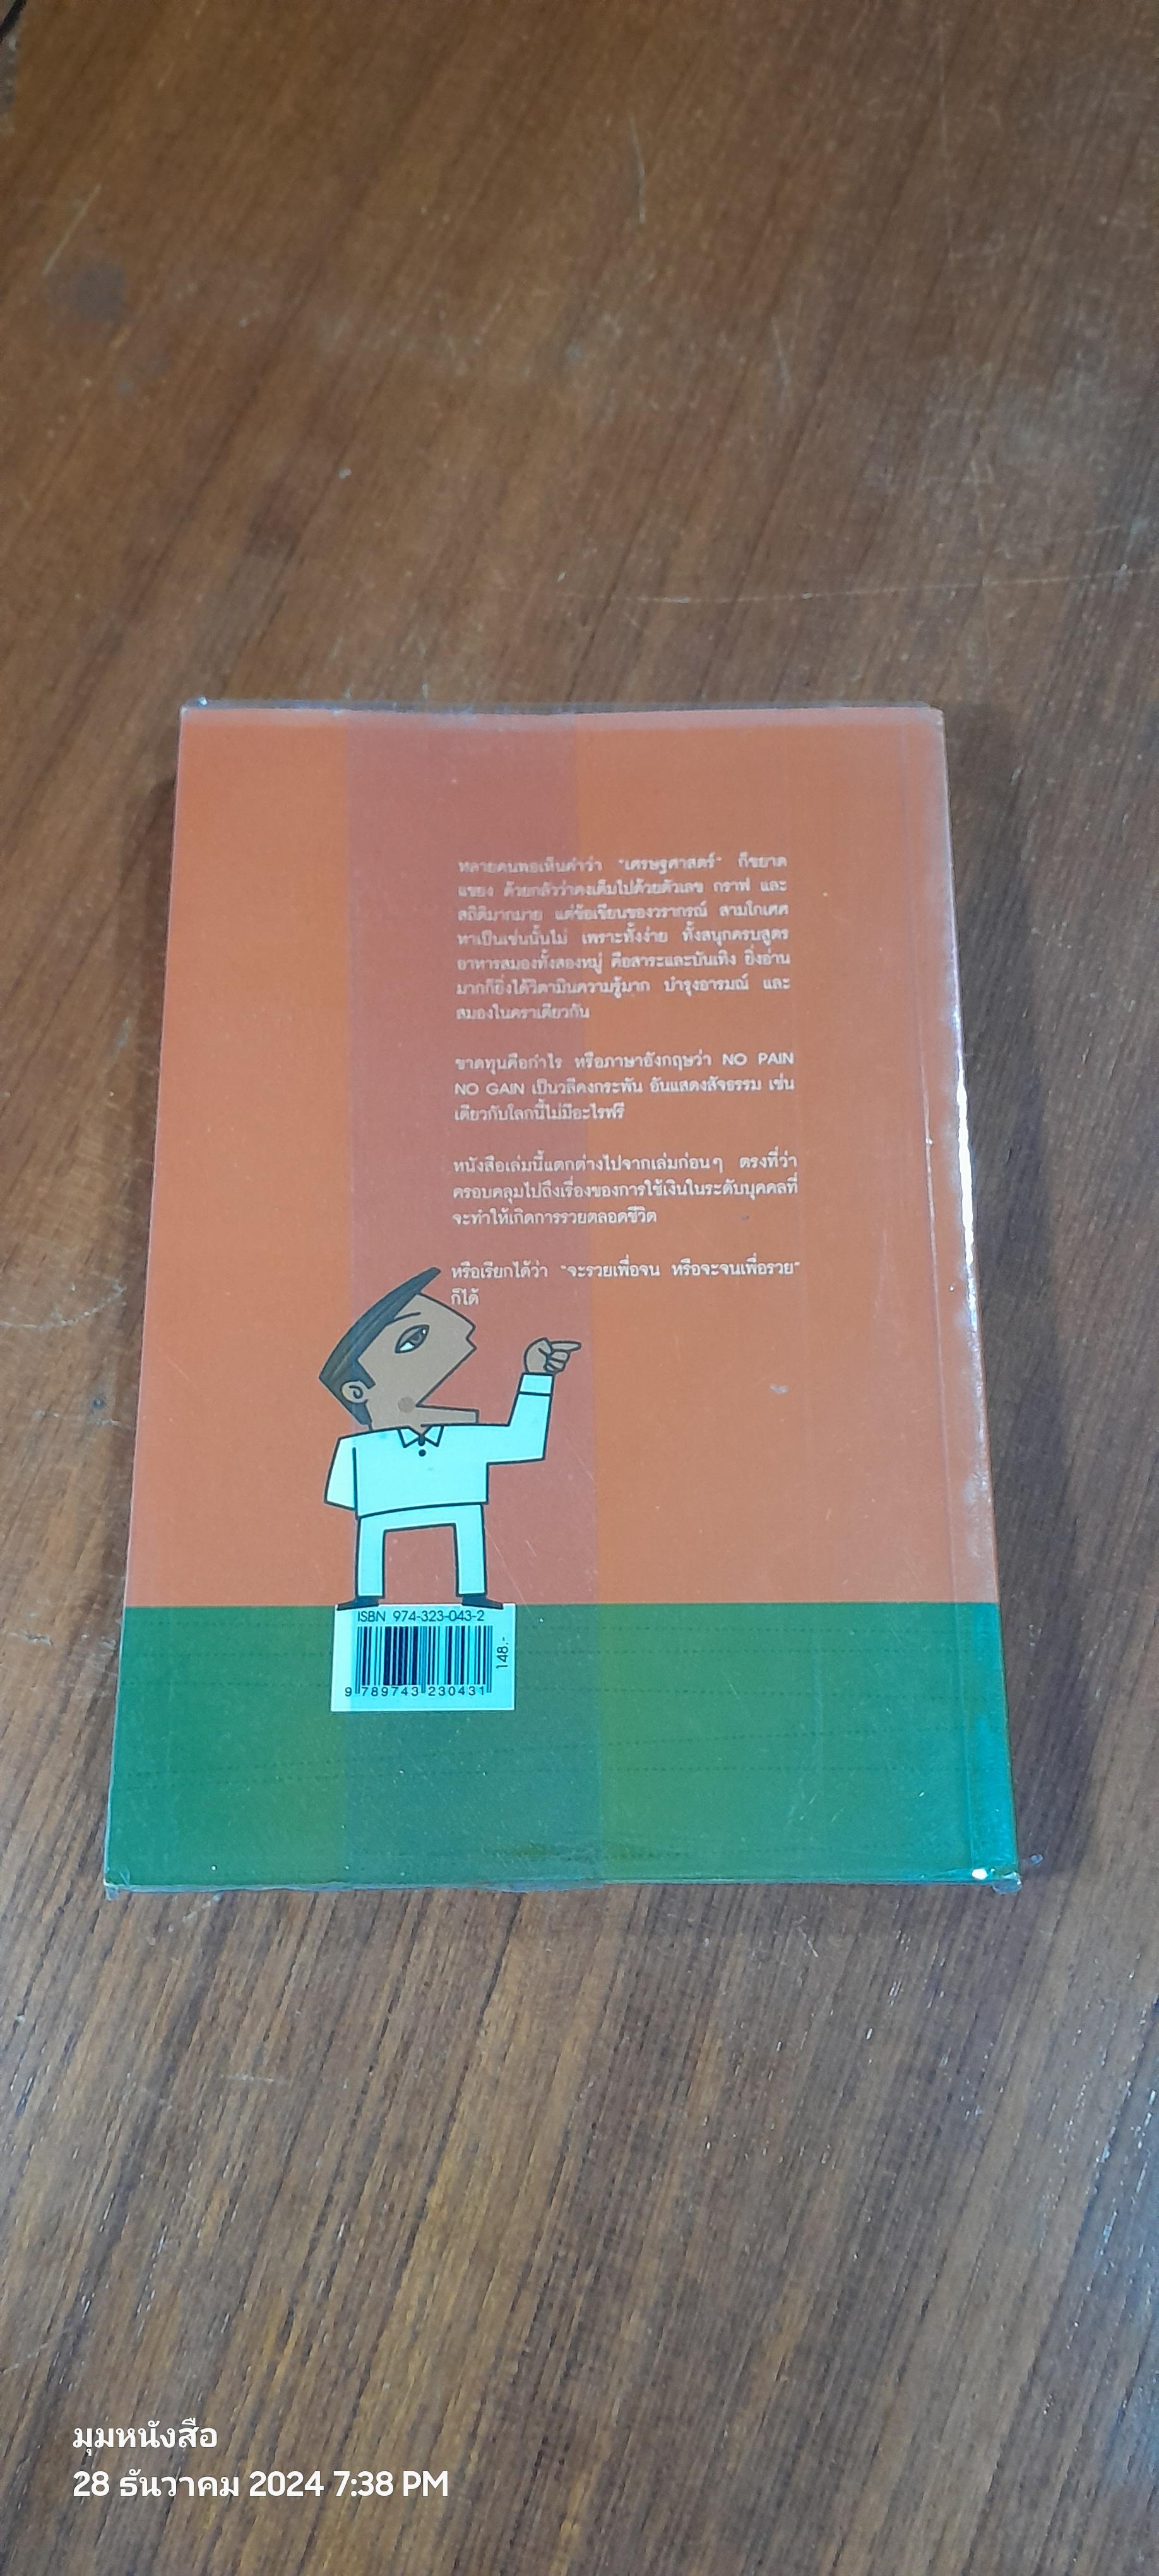 หลายคนพอเห็นคำว่า "เศรษฐศาสตร์" ก็ขยาด
แขยง ด้วยกลัวว่าคงเต็มไปด้วยตัวเลข กราฟ และ
สถิติมากมาย แต่ข้อเขียนของวรากรณ์ สามโกเศศ
หาเป็นเช่นนั้นไม่ เพราะทั้งง่าย ทั้งสนุกครบสูตร
อาหารสมองทั้งสองหมู่ คือสาระและบันเทิง ยิ่งอ่าน
มากก็ยิ่งได้วิตามินความรู้มาก บำรุงอารมณ์ และ
สมองในคราเดียวกัน
ขาดทุนคือกำไร หรือภาษาอังกฤษว่า NO PAIN
NO GAIN เป็นวลีคงกระพัน อันแสดงสัจธรรม เช่น
เดียวกับโลกนี้ไม่มีอะไรฟรี
หนังสือเล่มนี้แตกต่างไปจากเล่มก่อนๆ ตรงที่ว่า
ครอบคลุมไปถึงเรื่องของการใช้เงินในระดับบุคคลที่
จะทำให้เกิดการรวยตลอดชีวิต
หรือเรียกได้ว่า "จะรวยเพื่อจน หรือจะจนเพื่อรวย"
ก็ได้
ISBN 974-323-043-2
148.-
9 789743 230431
มุมหนังสือ
28 ธันวาคม 2024 7:38 PM